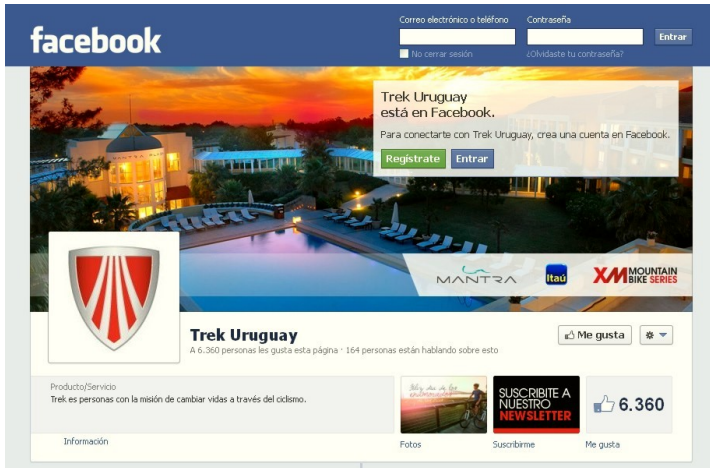 Correo electrónico o teléfono
Contraseña
facebook
Entrar
No cerrar sesión
¿Olvidaste tu contraseña?
Trek Uruguay
está en Facebook.
Para conectarte con Trek Uruguay, crea una cuenta en Facebook.
Regístrate
Entrar
MANTRA
MANTRA
Itaú
XM MOUNTAIN
BIKE SERIES
Trek Uruguay
A 6.360 personas les gusta esta página · 164 personas están hablando sobre esto
Me gusta
Producto/Servicio
Trek es personas con la misión de cambiar vidas a través del ciclismo.
SUSCRIBITE A
NUESTRO
NEWSLETTER
6.360
Información
Fotos
Suscribirme
Me gusta